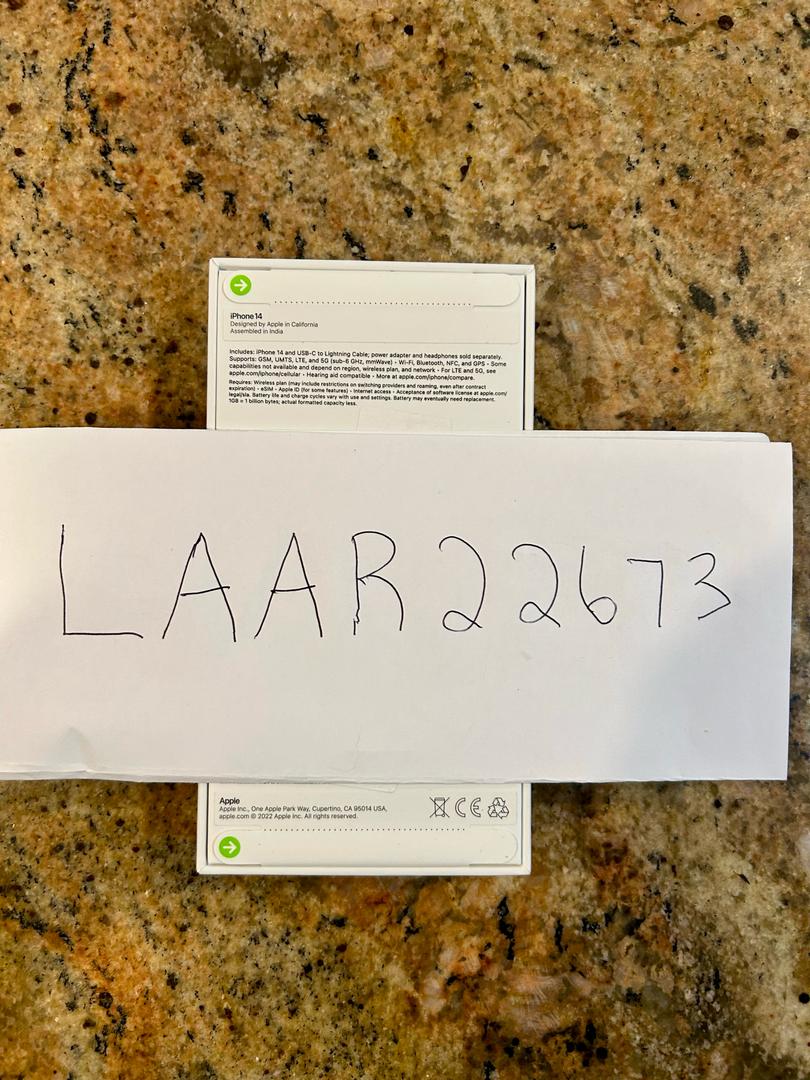 iPhone 14
Designed by Apple in California
Assembled in India
Includes: iPhone 14 and USB-C to Lightning Cable; power adapter and headphones sold separately.
Supports: GSM, UMTS, LTE, and 5G (sub-6 GHz, mmWave) • Wi-Fi, Bluetooth, NFC, and GPS • Some
capabilities not available and depend on region, wireless plan, and network • For LTE and 5G, see
apple.com/iphone/cellular • Hearing aid compatible • More at apple.com/iphone/compare.
Requires: Wireless plan (may include restrictions on switching providers and roaming, even after contract
expiration) • eSIM • Apple ID (for some features) • Internet access • Acceptance of software license at apple.com/
legal/sla. Battery life and charge cycles vary with use and settings. Battery may eventually need replacement.
1GB = 1 billion bytes; actual formatted capacity less.
LAAR22673
Apple
Apple Inc., One Apple Park Way, Cupertino, CA 95014 USA,
apple.com © 2022 Apple Inc. All rights reserved.
CE